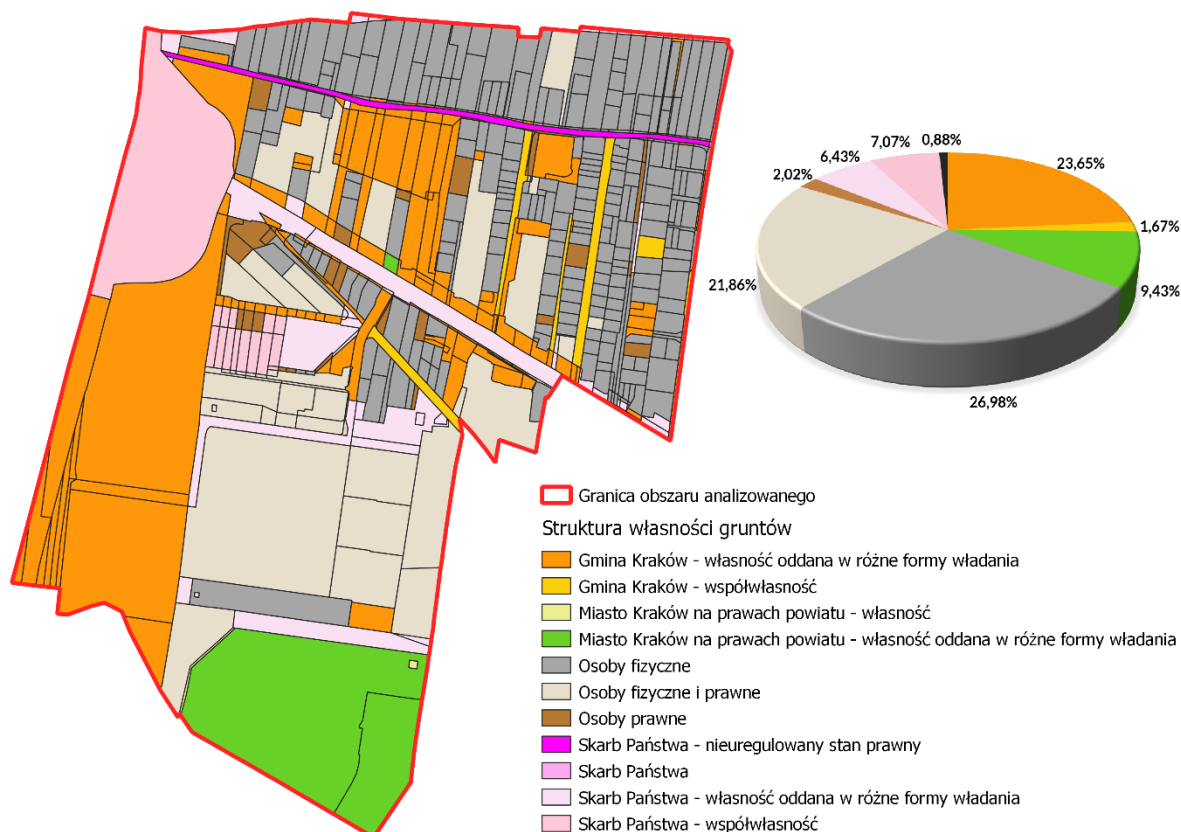 7,07%
0,88%
6,43%
23,65%
2,02%
1,67%
21,86%
9,43%
26,98%
Granica obszaru analizowanego
Struktura własności gruntów
Gmina Kraków - własność oddana w różne formy władania
Gmina Kraków - współwłasność
Miasto Kraków na prawach powiatu - własność
Miasto Kraków na prawach powiatu - własność oddana w różne formy władania
Osoby fizyczne
Osoby fizyczne i prawne
Osoby prawne
Skarb Państwa - nieuregulowany stan prawny
Skarb Państwa
Skarb Państwa - własność oddana w różne formy władania
Skarb Państwa - współwłasność